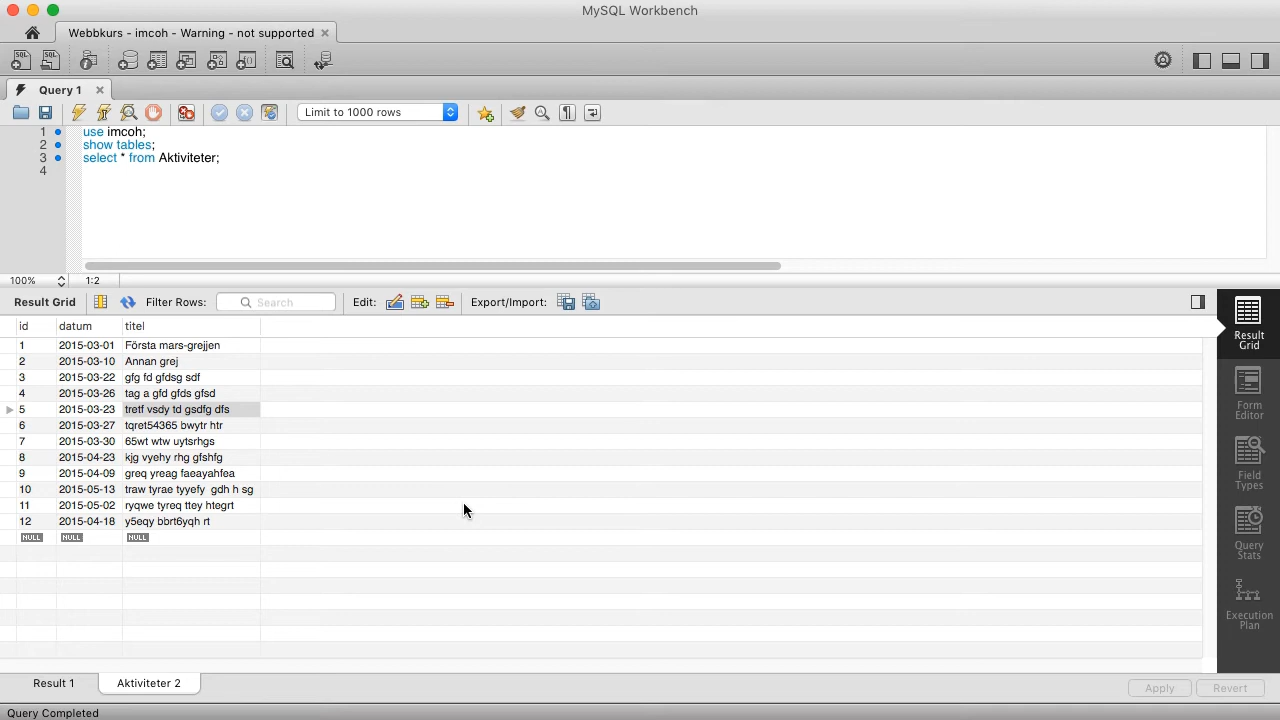 MySQL Workbench
Webbkurs - imcoh - Warning - not supported
Query 1
Limit to 1000 rows
1 use imcoh;
2 show tables;
3 select * from Aktiviteter;
4
100% 1:2
Result Grid Filter Rows: Search Edit: Export/Import:
id datum titel
1 2015-03-01 Första mars-grejjen
2 2015-03-10 Annan grej
3 2015-03-22 gfg fd gfdsg sdf
4 2015-03-26 tag a gfd gfds gfsd
5 2015-03-23 tretf vsdy td gsdfg dfs
6 2015-03-27 tqret54365 bwytr htr
7 2015-03-30 65wt wtw uytsrhgs
8 2015-04-23 kjg vyehy rhg gfshfg
9 2015-04-09 greq yreag faeayahfea
10 2015-05-13 traw tyrae tyyefy gdh h sg
11 2015-05-02 ryqwe tyreq ttey htegrt
12 2015-04-18 y5eqy bbrt6yqh rt
NULL NULL NULL
Result
Grid
Form
Editor
Field
Types
Query
Stats
Execution
Plan
Result 1 Aktiviteter 2
Apply Revert
Query Completed